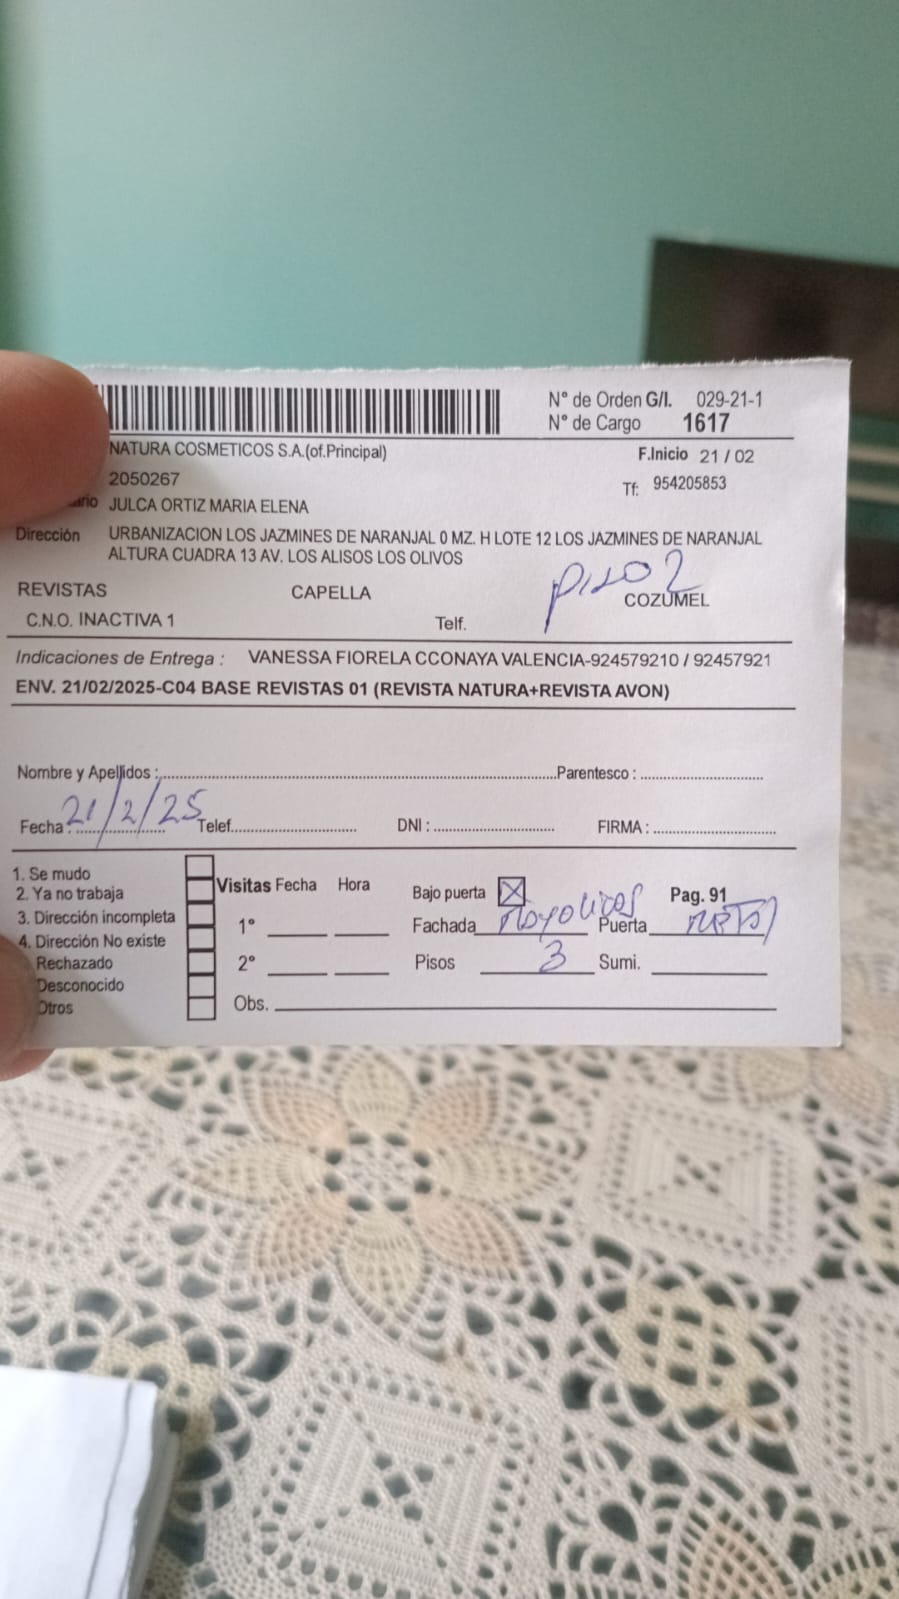 N° de Orden G/I. 029-21-1
N° de Cargo 1617
NATURA COSMETICOS S.A.(of.Principal)
F.Inicio 21 / 02
2050267
Tf: 954205853
JULCA ORTIZ MARIA ELENA
Dirección URBANIZACION LOS JAZMINES DE NARANJAL 0 MZ. H LOTE 12 LOS JAZMINES DE NARANJAL
ALTURA CUADRA 13 AV. LOS ALISOS LOS OLIVOS
PISO 2
REVISTAS CAPELLA COZUMEL
C.N.O. INACTIVA 1 Telf.
Indicaciones de Entrega : VANESSA FIORELA CCONAYA VALENCIA-924579210 / 92457921
ENV. 21/02/2025-C04 BASE REVISTAS 01 (REVISTA NATURA+REVISTA AVON)
Nombre y Apellidos : Parentesco :
Fecha : 21/2/25 Telef. DNI : FIRMA :
1. Se mudo
2. Ya no trabaja
3. Dirección incompleta
4. Dirección No existe
Rechazado
Desconocido
Otros
Visitas Fecha Hora
1°
2°
Obs.
Bajo puerta Pag. 91
Fachada Mayolicas Puerta
Pisos 3 Sumi.